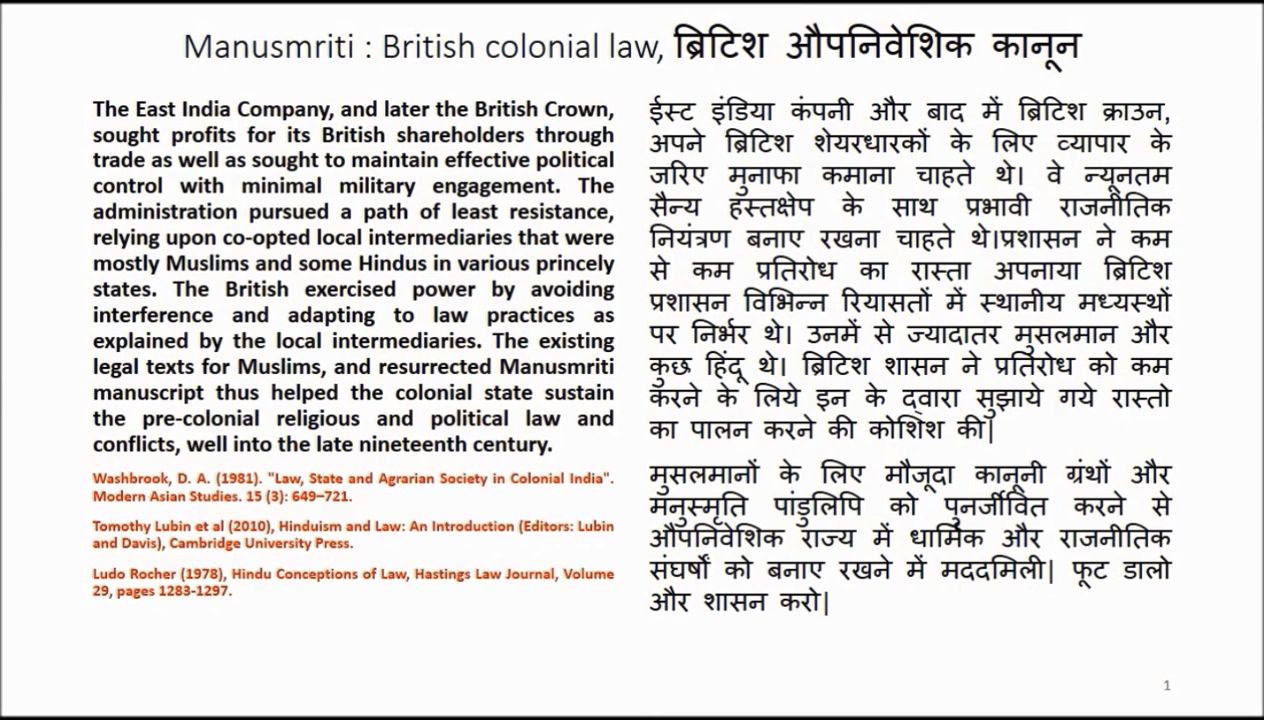 Manusmriti : British colonial law, ब्रिटिश औपनिवेशिक कानून
The East India Company, and later the British Crown,
sought profits for its British shareholders through
trade as well as sought to maintain effective political
control with minimal military engagement. The
administration pursued a path of least resistance,
relying upon co-opted local intermediaries that were
mostly Muslims and some Hindus in various princely
states. The British exercised power by avoiding
interference and adapting to law practices as
explained by the local intermediaries. The existing
legal texts for Muslims, and resurrected Manusmriti
manuscript thus helped the colonial state sustain
the pre-colonial religious and political law and
conflicts, well into the late nineteenth century.
Washbrook, D. A. (1981). "Law, State and Agrarian Society in Colonial India".
Modern Asian Studies. 15 (3): 649–721.
Tomothy Lubin et al (2010), Hinduism and Law: An Introduction (Editors: Lubin
and Davis), Cambridge University Press.
Ludo Rocher (1978), Hindu Conceptions of Law, Hastings Law Journal, Volume
29, pages 1283-1297.
ईस्ट इंडिया कंपनी और बाद में ब्रिटिश क्राउन,
अपने ब्रिटिश शेयरधारकों के लिए व्यापार के
जरिए मुनाफा कमाना चाहते थे। वे न्यूनतम
सैन्य हस्तक्षेप के साथ प्रभावी राजनीतिक
नियंत्रण बनाए रखना चाहते थे।प्रशासन ने कम
से कम प्रतिरोध का रास्ता अपनाया ब्रिटिश
प्रशासन विभिन्न रियासतों में स्थानीय मध्यस्थों
पर निर्भर थे। उनमें से ज्यादातर मुसलमान और
कुछ हिंदू थे। ब्रिटिश शासन ने प्रतिरोध को कम
करने के लिये इन के द्वारा सुझाये गये रास्तो
का पालन करने की कोशिश की|
मुसलमानों के लिए मौजूदा कानूनी ग्रंथों और
मनुस्मृति पांडुलिपि को पुनर्जीवित करने से
औपनिवेशिक राज्य में धार्मिक और राजनीतिक
संघर्षों को बनाए रखने में मददमिली| फूट डालो
और शासन करो|
1